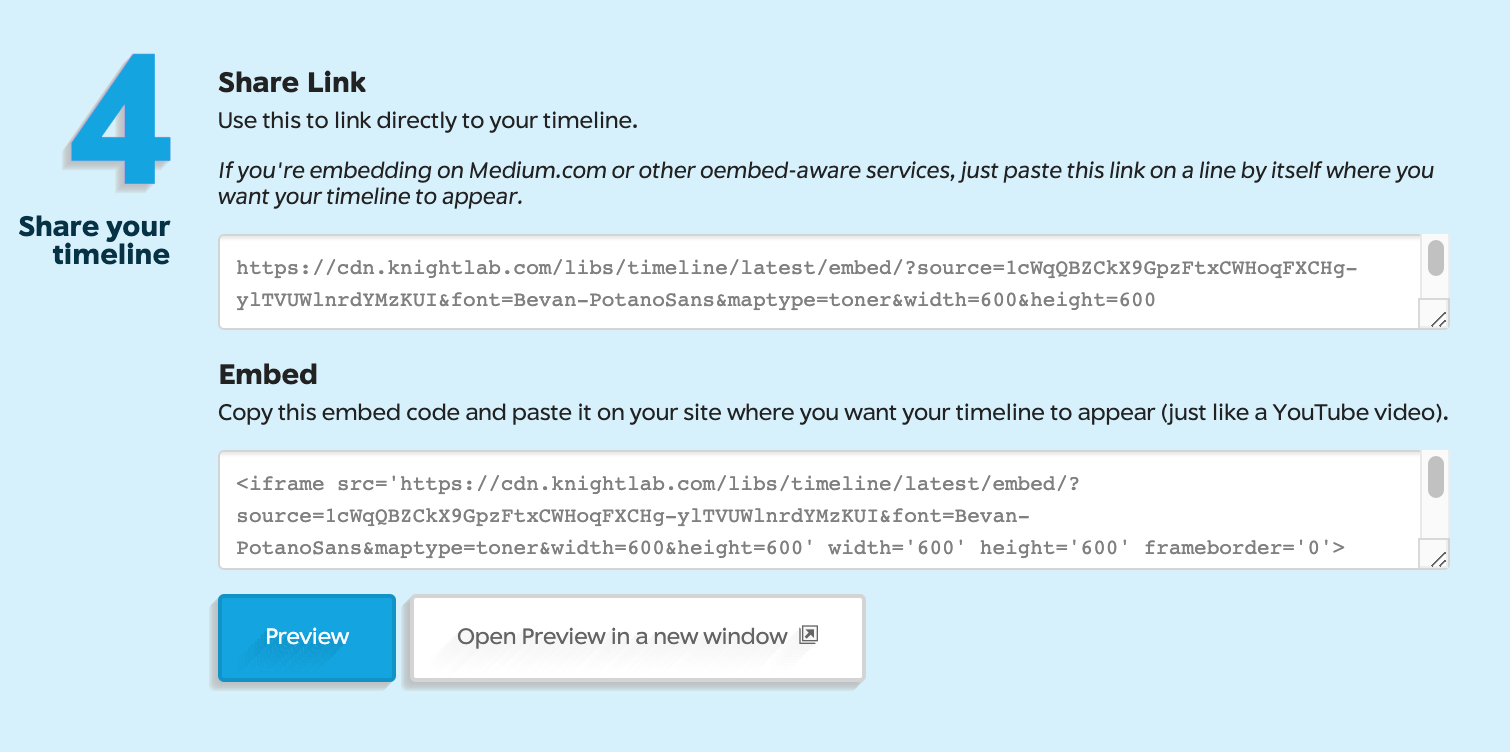 4
Share your
timeline
Share Link
Use this to link directly to your timeline.
If you're embedding on Medium.com or other oembed-aware services, just paste this link on a line by itself where you
want your timeline to appear.
https://cdn.knightlab.com/libs/timeline/latest/embed/?source=1cWqQBZCkX9GpzFtxCWHoqFXCHg-
ylTVUWlnrdYMzKUI&font=Bevan-PotanoSans&maptype=toner&width=600&height=600
Embed
Copy this embed code and paste it on your site where you want your timeline to appear (just like a YouTube video).
<iframe src='https://cdn.knightlab.com/libs/timeline/latest/embed/?
source=1cWqQBZCkX9GpzFtxCWHoqFXCHg-ylTVUWlnrdYMzKUI&font=Bevan-
PotanoSans&maptype=toner&width=600&height=600' width='600' height='600' frameborder='0'>
Preview
Open Preview in a new window